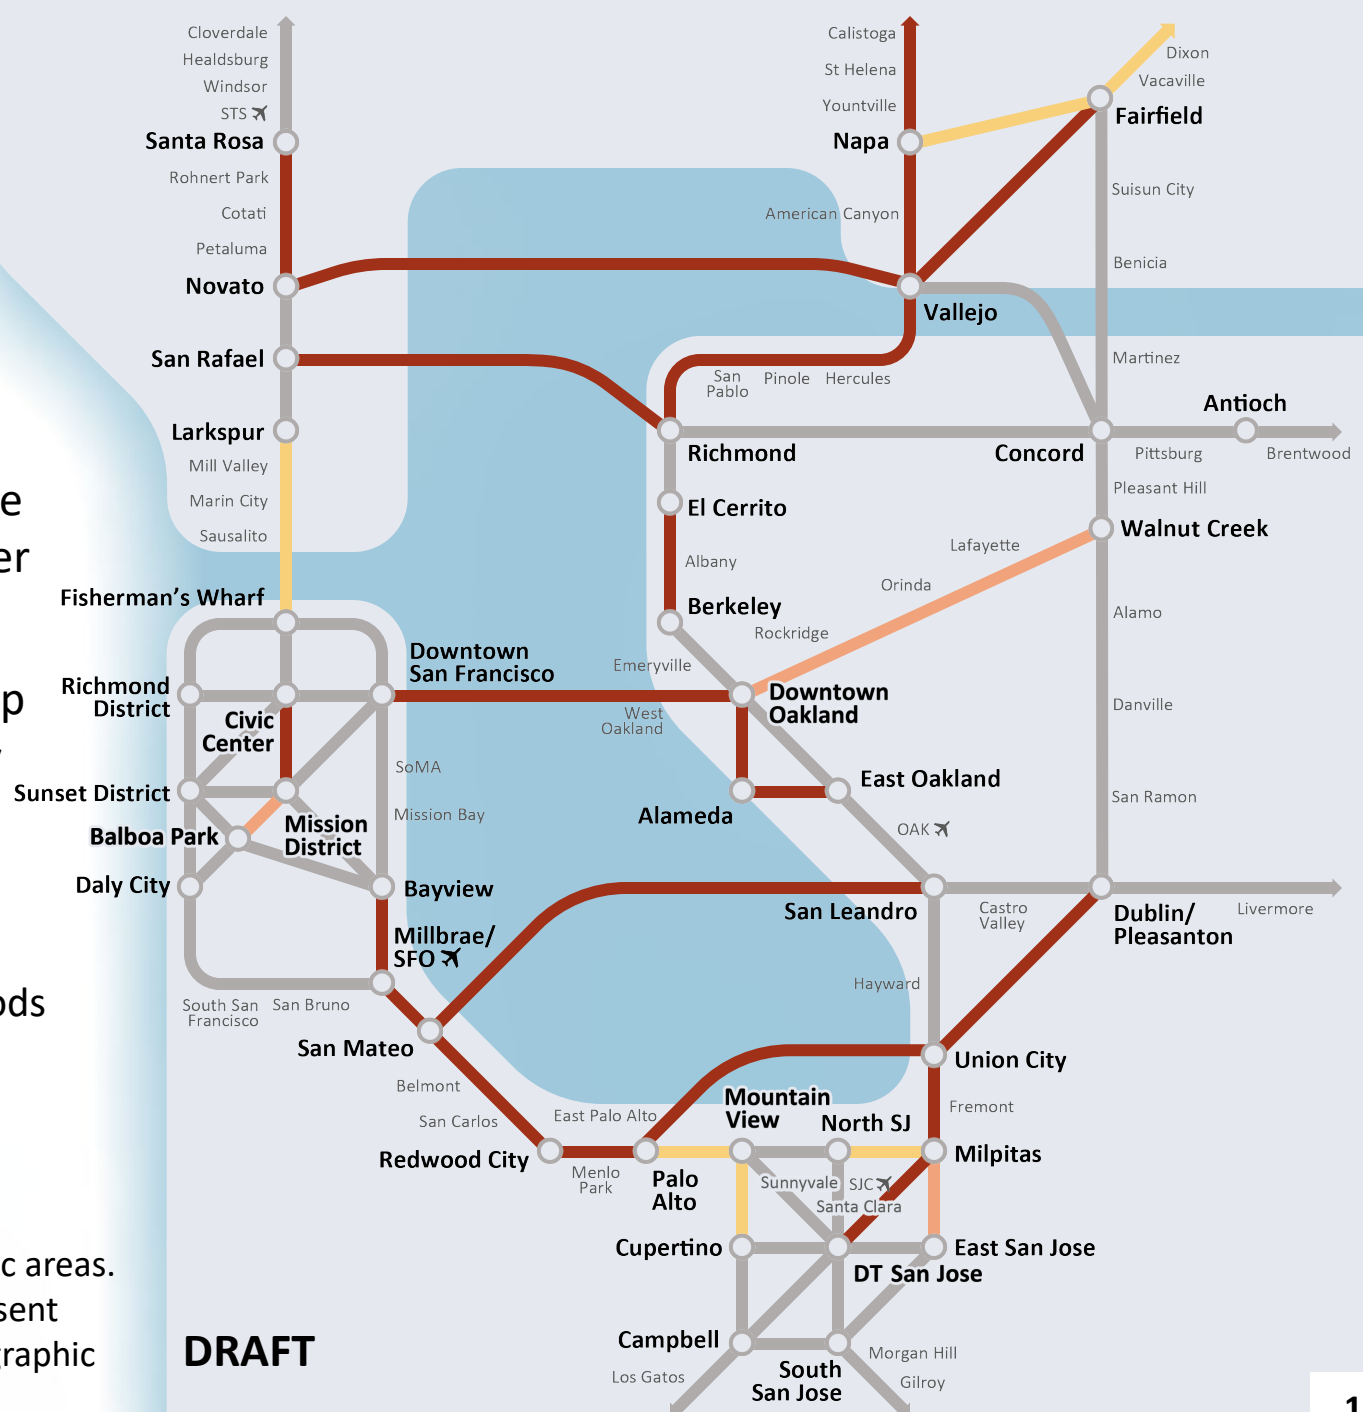 Cloverdale
Healdsburg
Windsor
STS
Santa Rosa
Rohnert Park
Cotati
Petaluma
Novato
San Rafael
Larkspur
Mill Valley
Marin City
Sausalito
Fisherman's Wharf
Calistoga
St Helena
Yountville
Napa
American Canyon
Dixon
Vacaville
Fairfield
Suisun City
Benicia
Vallejo
San
Pablo
Pinole
Hercules
Martinez
Antioch
Richmond
Concord
Pittsburg
Brentwood
Pleasant Hill
El Cerrito
Walnut Creek
Lafayette
Orinda
Albany
Berkeley
Rockridge
Emeryville
Alamo
Downtown
San Francisco
Richmond
District
Civic
Center
West
Oakland
Downtown
Oakland
Danville
SoMA
Sunset District
Mission Bay
East Oakland
Alameda
San Ramon
Balboa Park
Mission
District
OAK
Daly City
Bayview
San Leandro
Castro
Valley
Dublin/
Pleasanton
Livermore
Millbrae/
SFO
South San
Francisco
San Bruno
Hayward
San Mateo
Union City
Belmont
San Carlos
East Palo Alto
Mountain
View
North SJ
Fremont
Redwood City
Menlo
Park
Palo
Alto
Milpitas
Sunnyvale
SJC
Santa Clara
Cupertino
East San Jose
DT San Jose
Campbell
South
San Jose
Los Gatos
Morgan Hill
Gilroy
DRAFT
e
er
p
ods
c areas.
sent
graphic
1